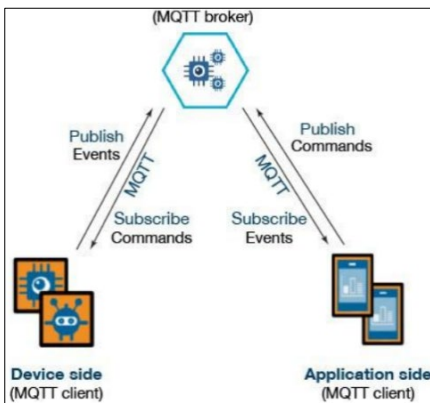 (MQTT broker)
Publish
Events
MQTT
Subscribe
Commands
Publish
Commands
MQTT
Subscribe
Events
Device side
(MQTT client)
Application side
(MQTT client)